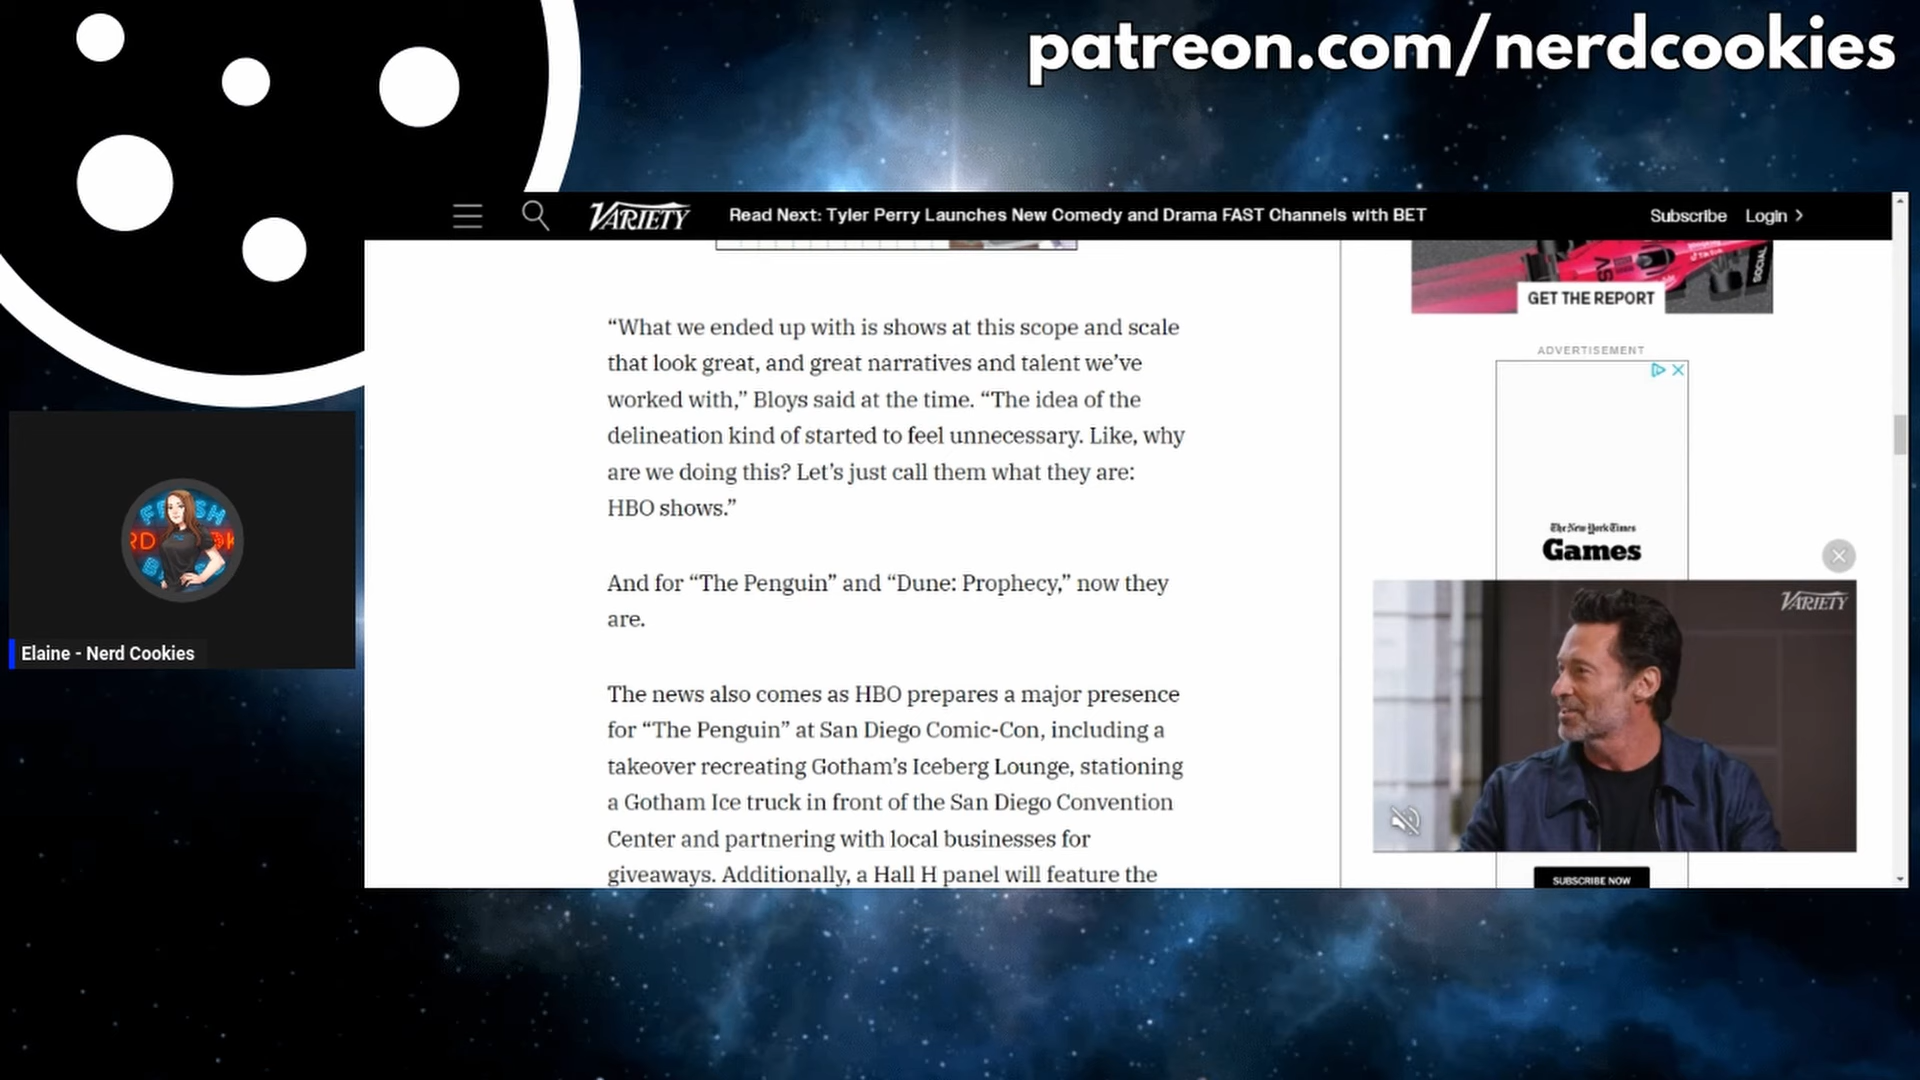 patreon.com/nerdcookies
VARIETY
Read Next: Tyler Perry Launches New Comedy and Drama FAST Channels with BET
Subscribe
Login
SOCIAL
GET THE REPORT
“What we ended up with is shows at this scope and scale
that look great, and great narratives and talent we’ve
worked with,” Bloys said at the time. “The idea of the
delineation kind of started to feel unnecessary. Like, why
are we doing this? Let’s just call them what they are:
HBO shows.”
And for “The Penguin” and “Dune: Prophecy,” now they
are.
The news also comes as HBO prepares a major presence
for “The Penguin” at San Diego Comic-Con, including a
takeover recreating Gotham’s Iceberg Lounge, stationing
a Gotham Ice truck in front of the San Diego Convention
Center and partnering with local businesses for
giveaways. Additionally, a Hall H panel will feature the
ADVERTISEMENT
The New York Times
Games
VARIETY
SUBSCRIBE NOW
Elaine - Nerd Cookies